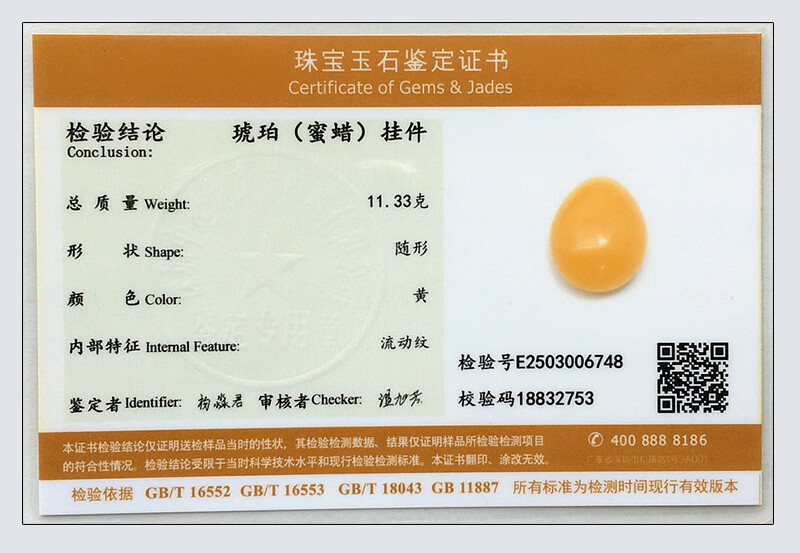 珠宝玉石鉴定证书
Certificate of Gems & Jades
检验结论 琥珀（蜜蜡）挂件
Conclusion:
总质量 Weight: 11.33克
形状 Shape: 随形
颜色 Color: 黄
内部特征 Internal Feature: 流动纹
鉴定者 Identifier: 审核者 Checker:
检验号E2503006748
校验码18832753
鉴定专用章
本证书检验结论仅证明送检样品当时的性状，其检验检测数据、结果仅证明样品所检验检测项目
的符合性情况。检验结论受限于当时科学技术水平和现行检验检测标准。本证书翻印、涂改无效。
✆ 400 888 8186
检验依据 GB/T 16552 GB/T 16553 GB/T 18043 GB 11887 所有标准为检测时间现行有效版本